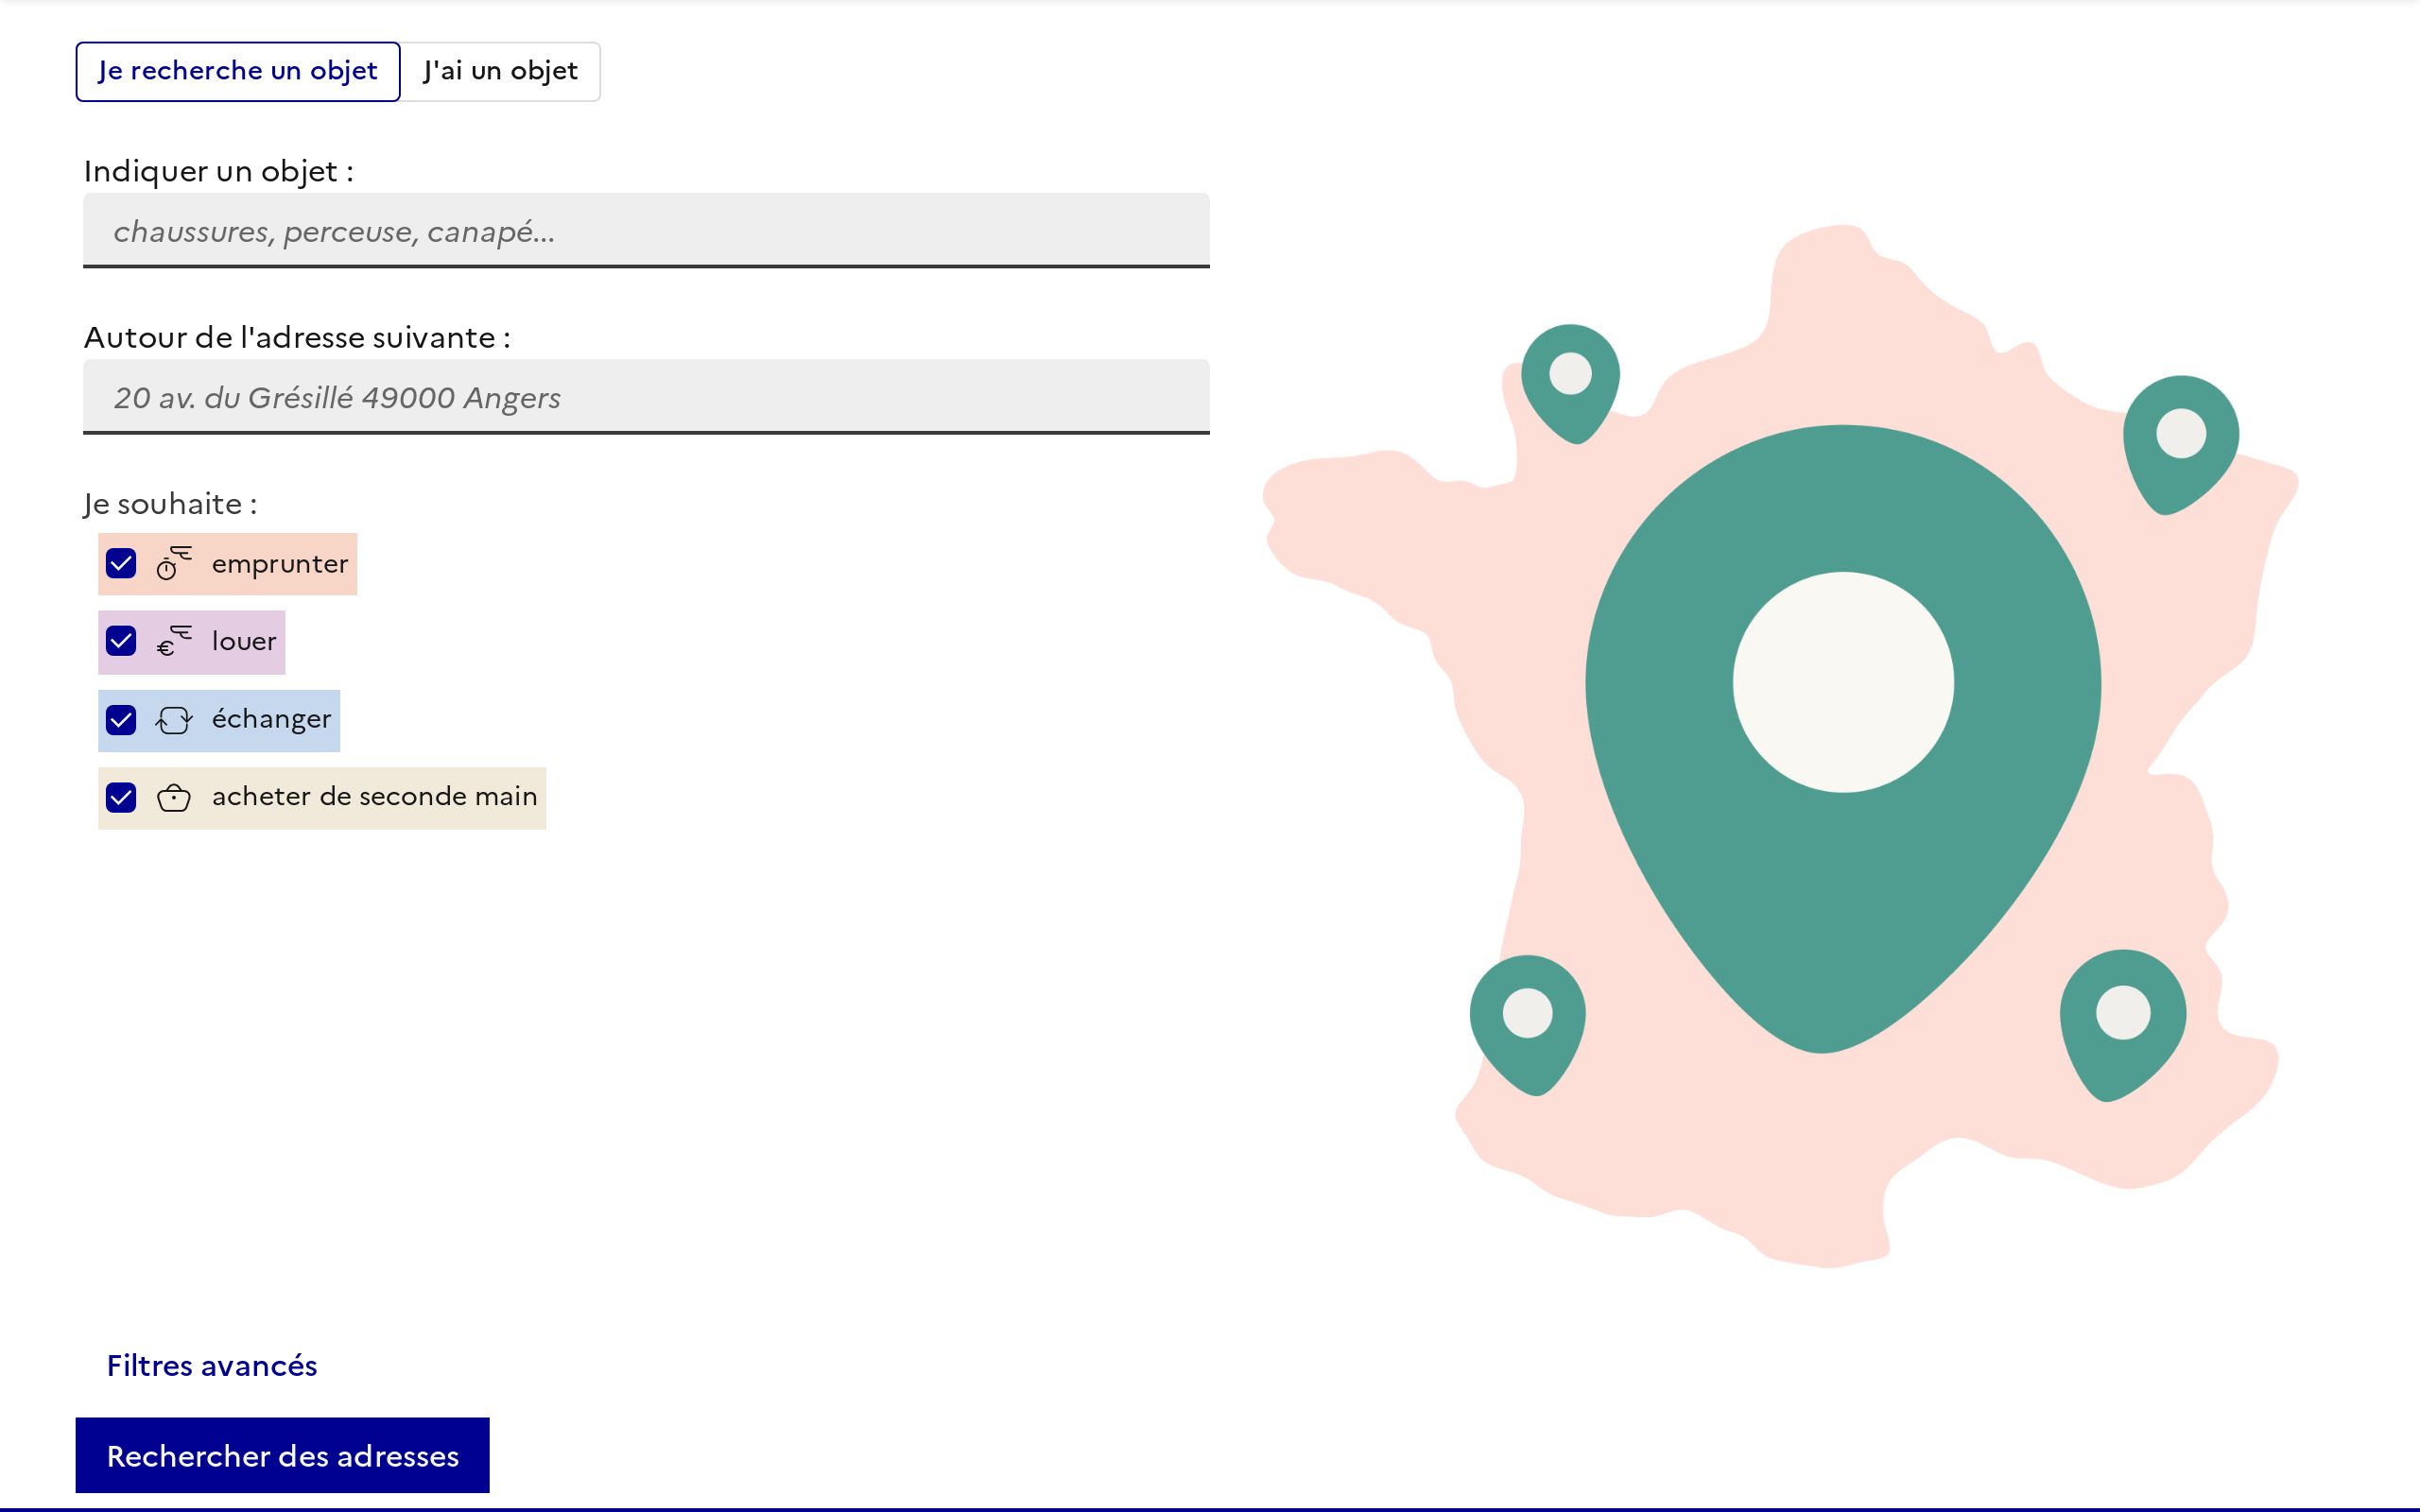 Je recherche un objet
J'ai un objet
Indiquer un objet :
chaussures, perceuse, canapé...
Autour de l'adresse suivante :
20 av. du Grésillé 49000 Angers
Je souhaite :
emprunter
louer
échanger
acheter de seconde main
Filtres avancés
Rechercher des adresses